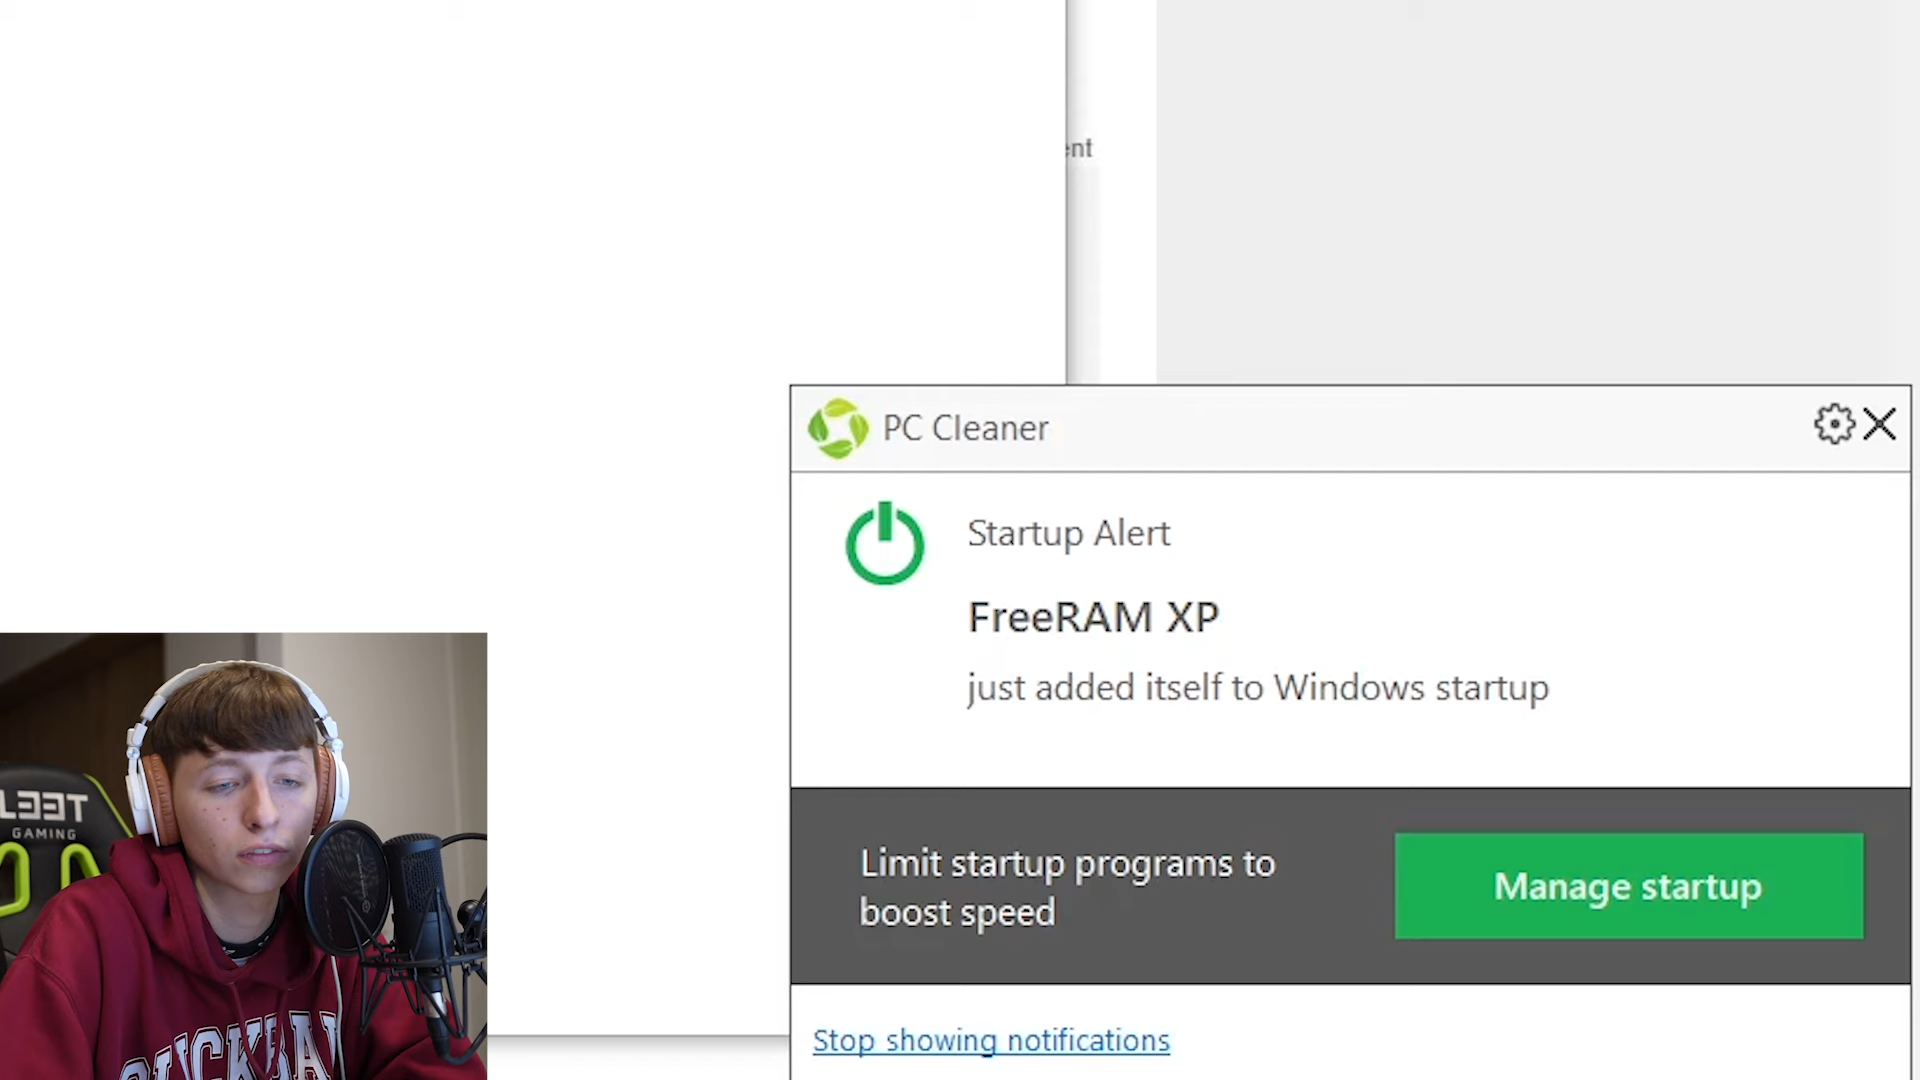 ent
PC Cleaner
Startup Alert
FreeRAM XP
just added itself to Windows startup
Limit startup programs to
boost speed
Manage startup
Stop showing notifications
L33T
GAMING